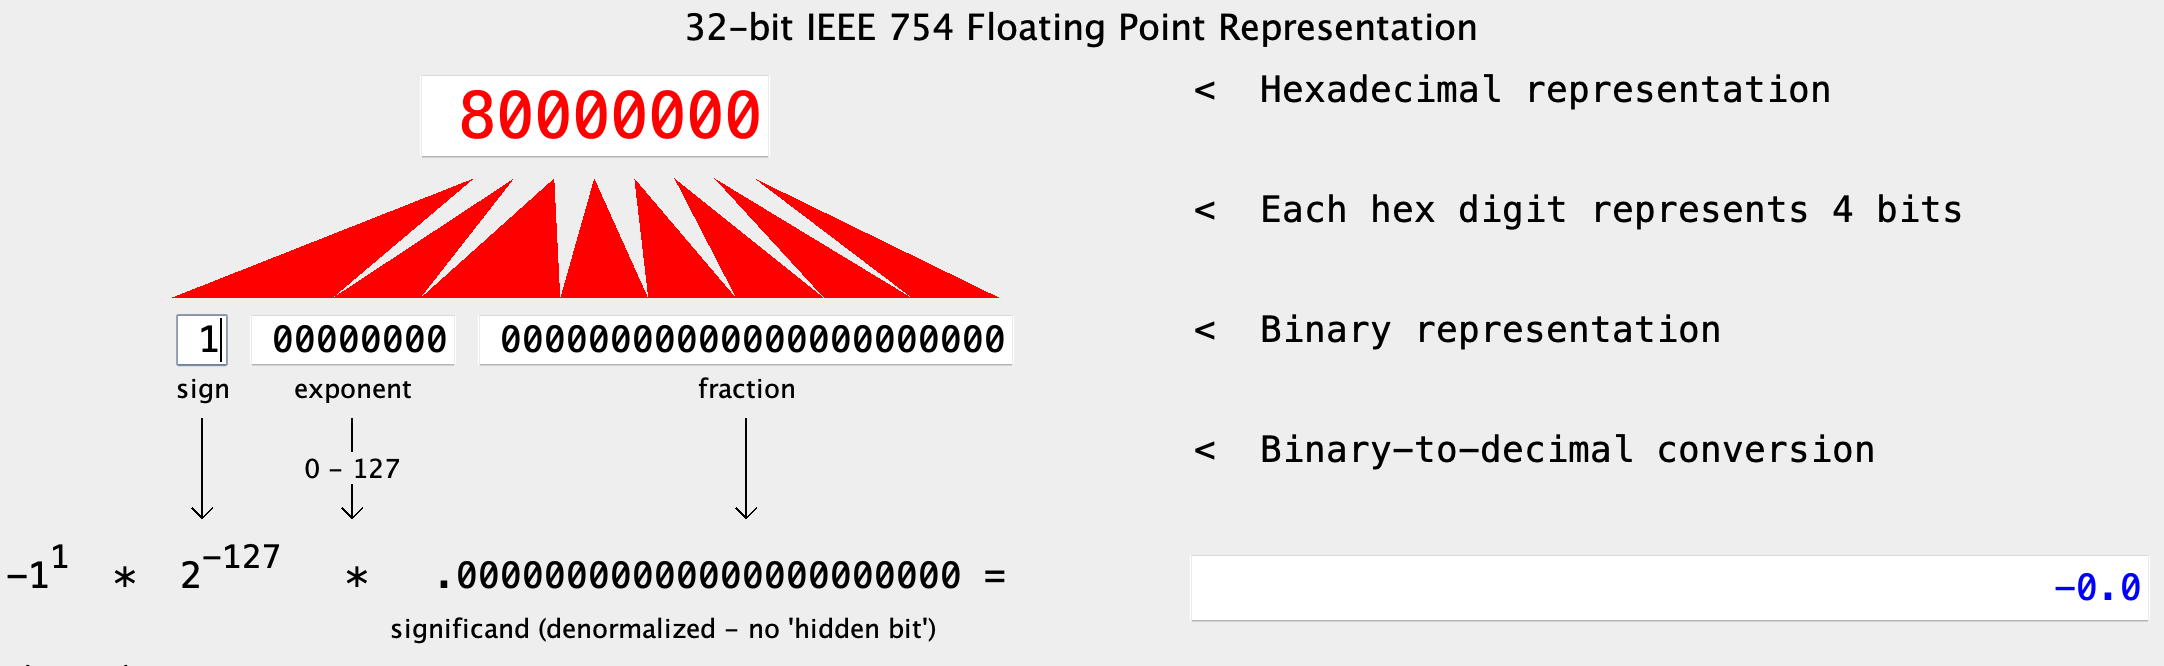 32-bit IEEE 754 Floating Point Representation
80000000
< Hexadecimal representation
< Each hex digit represents 4 bits
1 00000000 00000000000000000000000
< Binary representation
sign exponent fraction
< Binary-to-decimal conversion
0 - 127
-1^1 * 2^-127 * .00000000000000000000000 =
-0.0
significand (denormalized - no 'hidden bit')